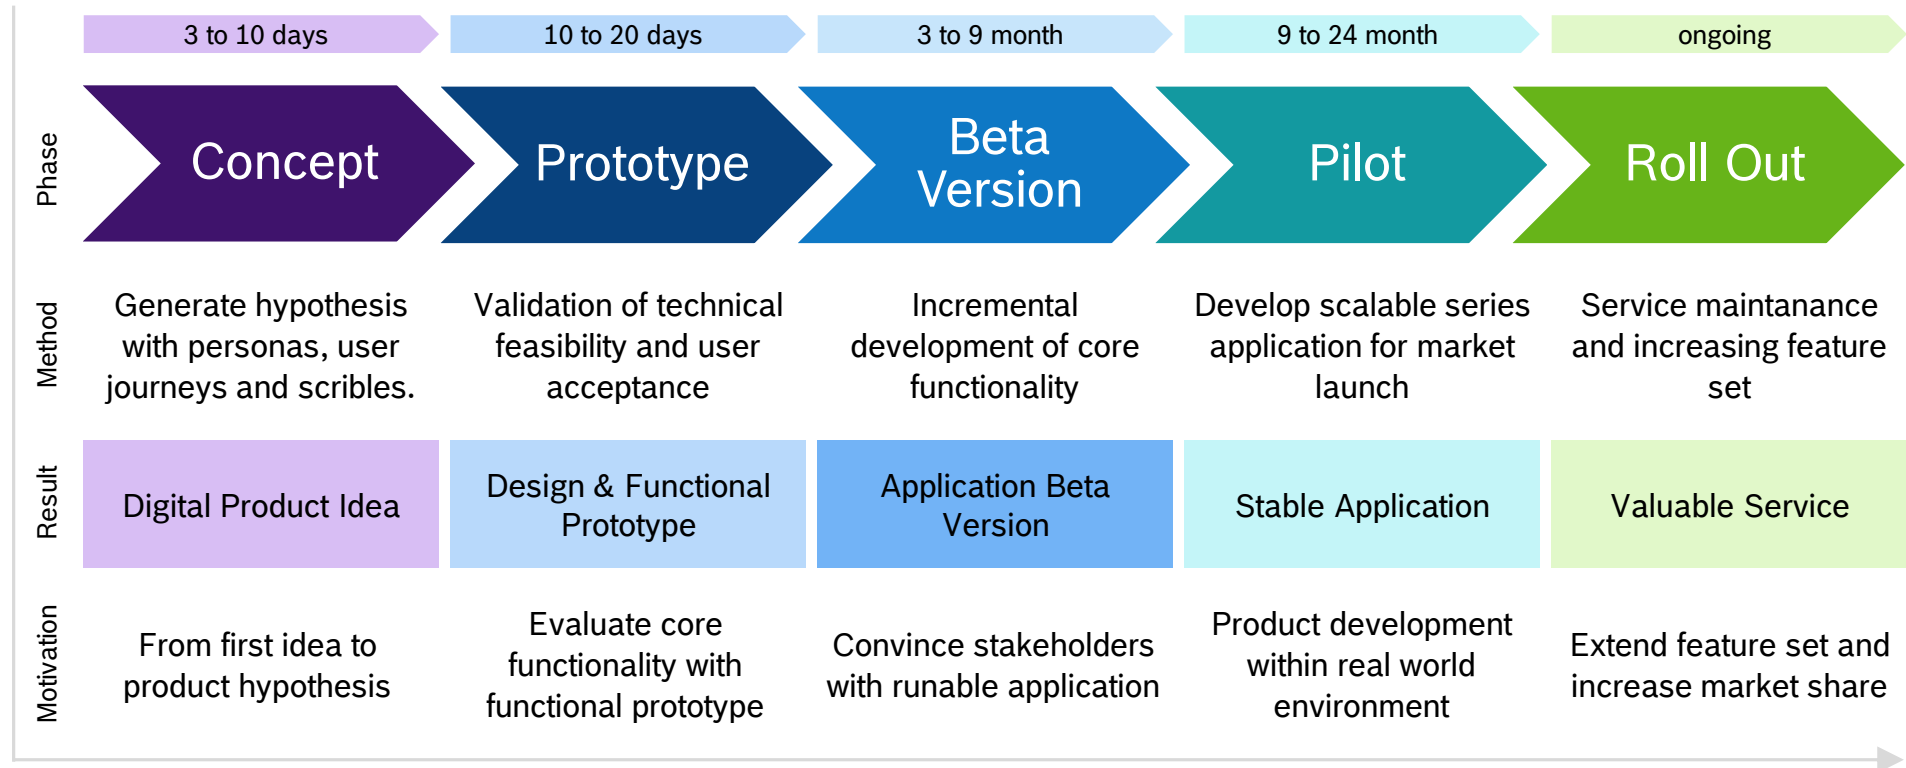 3 to 10 days
10 to 20 days
3 to 9 month
9 to 24 month
ongoing
Phase
Concept
Prototype
Beta
Version
Pilot
Roll Out
Method
Generate hypothesis
with personas, user
journeys and scribles.
Validation of technical
feasibility and user
acceptance
Incremental
development of core
functionality
Develop scalable series
application for market
launch
Service maintanance
and increasing feature
set
Result
Digital Product Idea
Design & Functional
Prototype
Application Beta
Version
Stable Application
Valuable Service
Motivation
From first idea to
product hypothesis
Evaluate core
functionality with
functional prototype
Convince stakeholders
with runable application
Product development
within real world
environment
Extend feature set and
increase market share